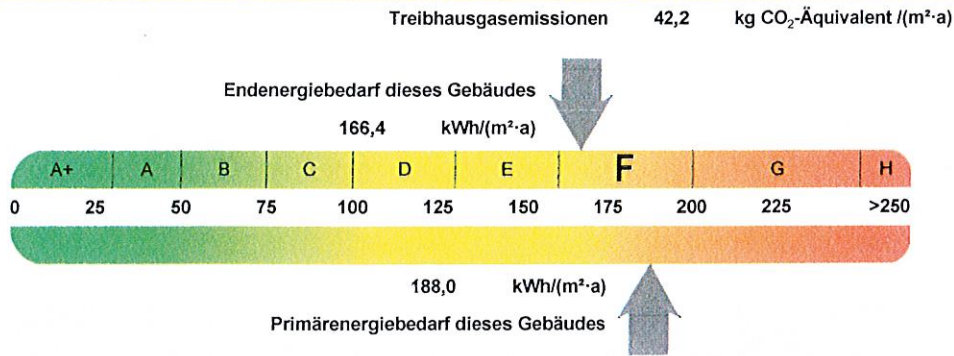 Treibhausgasemissionen 42,2 kg CO₂-Äquivalent /(m²·a)
Endenergiebedarf dieses Gebäudes
166,4 kWh/(m²·a)
A+ A B C D E F G H
0 25 50 75 100 125 150 175 200 225 >250
188,0 kWh/(m²·a)
Primärenergiebedarf dieses Gebäudes